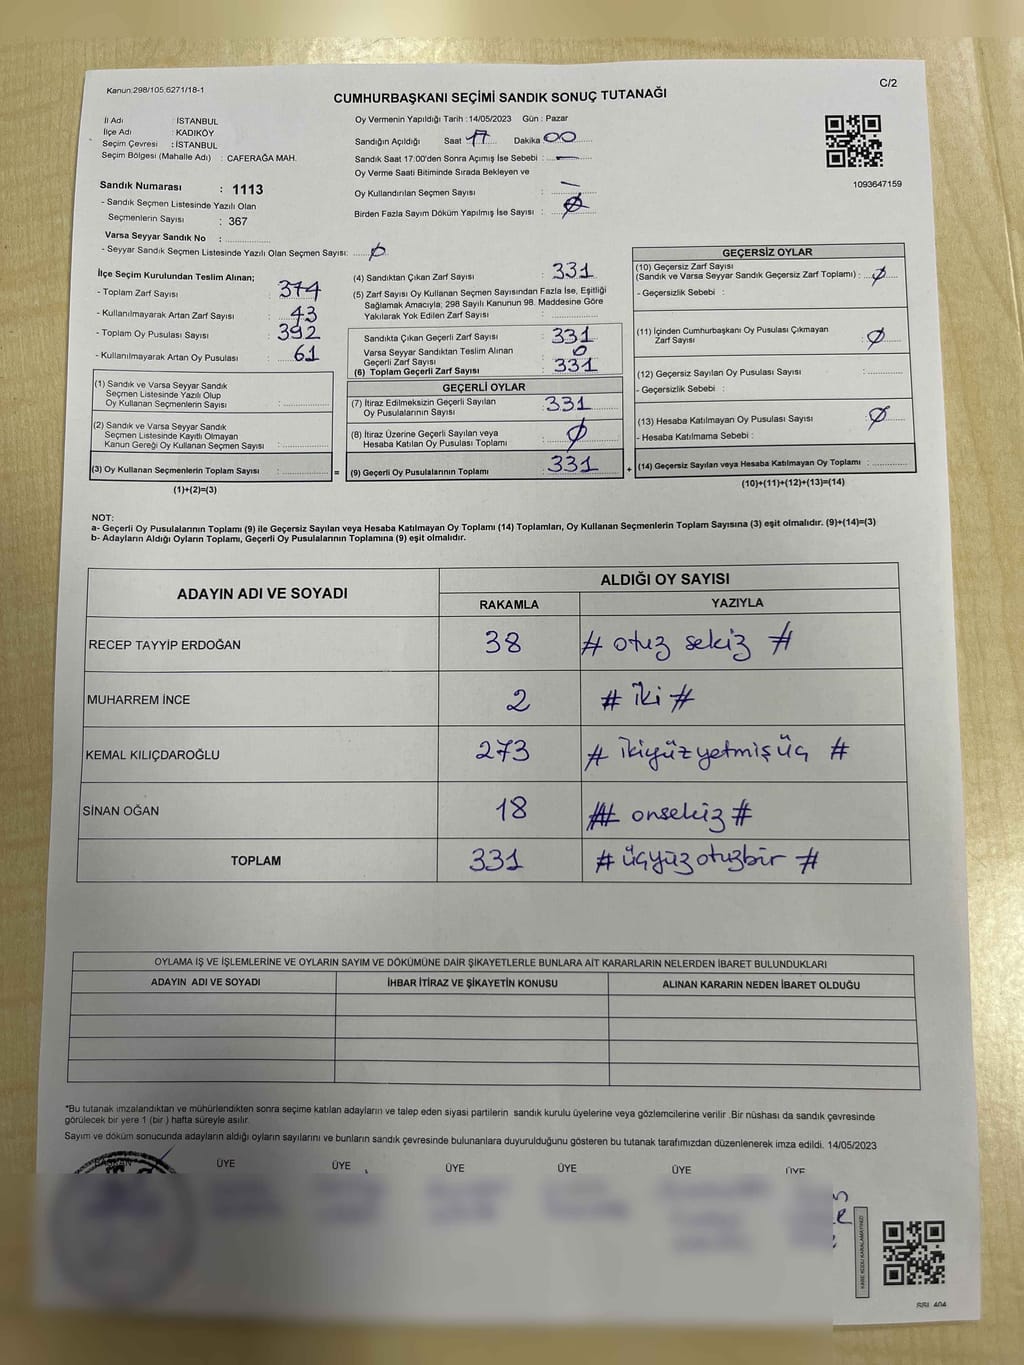 Kanun:298/105;6271/18-1
C/2
CUMHURBAŞKANI SEÇİMİ SANDIK SONUÇ TUTANAĞI
İl Adı : İSTANBUL
İlçe Adı : KADIKÖY
Seçim Çevresi : İSTANBUL
Seçim Bölgesi (Mahalle Adı) : CAFERAĞA MAH.
Sandık Numarası : 1113
- Sandık Seçmen Listesinde Yazılı Olan
Seçmenlerin Sayısı : 367
Varsa Seyyar Sandık No :
- Seyyar Sandık Seçmen Listesinde Yazılı Olan Seçmen Sayısı: ø
Oy Vermenin Yapıldığı Tarih : 14/05/2023 Gün : Pazar
Sandığın Açıldığı Saat 17 Dakika 00
Sandık Saat 17:00'den Sonra Açımış İse Sebebi : —
Oy Verme Saati Bitiminde Sırada Bekleyen ve
Oy Kullandırılan Seçmen Sayısı : —
Birden Fazla Sayım Döküm Yapılmış İse Sayısı : ø
1093647159
İlçe Seçim Kurulundan Teslim Alınan;
- Toplam Zarf Sayısı : 374
- Kullanılmayarak Artan Zarf Sayısı : 43
- Toplam Oy Pusulası Sayısı : 392
- Kullanılmayarak Artan Oy Pusulası : 61
(1) Sandık ve Varsa Seyyar Sandık
Seçmen Listesinde Yazılı Olup
Oy Kullanan Seçmenlerin Sayısı :
(2) Sandık ve Varsa Seyyar Sandık
Seçmen Listesinde Kayıtlı Olmayan
Kanun Gereği Oy Kullanan Seçmen Sayısı :
(3) Oy Kullanan Seçmenlerin Toplam Sayısı :
(1)+(2)=(3)
(4) Sandıktan Çıkan Zarf Sayısı : 331
(5) Zarf Sayısı Oy Kullanan Seçmen Sayısından Fazla İse, Eşitliği
Sağlamak Amacıyla; 298 Sayılı Kanunun 98. Maddesine Göre
Yakılarak Yok Edilen Zarf Sayısı :
Sandıkta Çıkan Geçerli Zarf Sayısı : 331
Varsa Seyyar Sandıktan Teslim Alınan
Geçerli Zarf Sayısı : 0
(6) Toplam Geçerli Zarf Sayısı : 331
GEÇERLİ OYLAR
(7) İtiraz Edilmeksizin Geçerli Sayılan
Oy Pusulalarının Sayısı : 331
(8) İtiraz Üzerine Geçerli Sayılan veya
Hesaba Katılan Oy Pusulası Toplamı : ø
= (9) Geçerli Oy Pusulalarının Toplamı : 331
GEÇERSİZ OYLAR
(10) Geçersiz Zarf Sayısı
(Sandık ve Varsa Seyyar Sandık Geçersiz Zarf Toplamı) : ø
- Geçersizlik Sebebi :
(11) İçinden Cumhurbaşkanı Oy Pusulası Çıkmayan
Zarf Sayısı : ø
(12) Geçersiz Sayılan Oy Pusulası Sayısı :
- Geçersizlik Sebebi :
(13) Hesaba Katılmayan Oy Pusulası Sayısı : ø
- Hesaba Katılmama Sebebi :
+ (14) Geçersiz Sayılan veya Hesaba Katılmayan Oy Toplamı :
(10)+(11)+(12)+(13)=(14)
NOT:
a- Geçerli Oy Pusulalarının Toplamı (9) ile Geçersiz Sayılan veya Hesaba Katılmayan Oy Toplamı (14) Toplamları, Oy Kullanan Seçmenlerin Toplam Sayısına (3) eşit olmalıdır. (9)+(14)=(3)
b- Adayların Aldığı Oyların Toplamı, Geçerli Oy Pusulalarının Toplamına (9) eşit olmalıdır.
ADAYIN ADI VE SOYADI ALDIĞI OY SAYISI
RAKAMLA YAZIYLA
RECEP TAYYİP ERDOĞAN 38 # otuz sekiz #
MUHARREM İNCE 2 # iki #
KEMAL KILIÇDAROĞLU 273 # ikiyüzyetmişüç #
SİNAN OĞAN 18 # onsekiz #
TOPLAM 331 # üçyüzotuzbir #
OYLAMA İŞ VE İŞLEMLERİNE VE OYLARIN SAYIM VE DÖKÜMÜNE DAİR ŞİKAYETLERLE BUNLARA AİT KARARLARIN NELERDEN İBARET BULUNDUKLARI
ADAYIN ADI VE SOYADI İHBAR İTİRAZ VE ŞİKAYETİN KONUSU ALINAN KARARIN NEDEN İBARET OLDUĞU
*Bu tutanak imzalandıktan ve mühürlendikten sonra seçime katılan adayların ve talep eden siyasi partilerin sandık kurulu üyelerine veya gözlemcilerine verilir .Bir nüshası da sandık çevresinde
görülecek bir yere 1 (bir ) hafta süreyle asılır.
Sayım ve döküm sonucunda adayların aldığı oyların sayılarını ve bunların sandık çevresinde bulunanlara duyurulduğunu gösteren bu tutanak tarafımızdan düzenlenerek imza edildi. 14/05/2023
BAŞKAN ÜYE ÜYE ÜYE ÜYE ÜYE ÜYE
KARE KODU KARALAMAYINIZ!
SSI_404